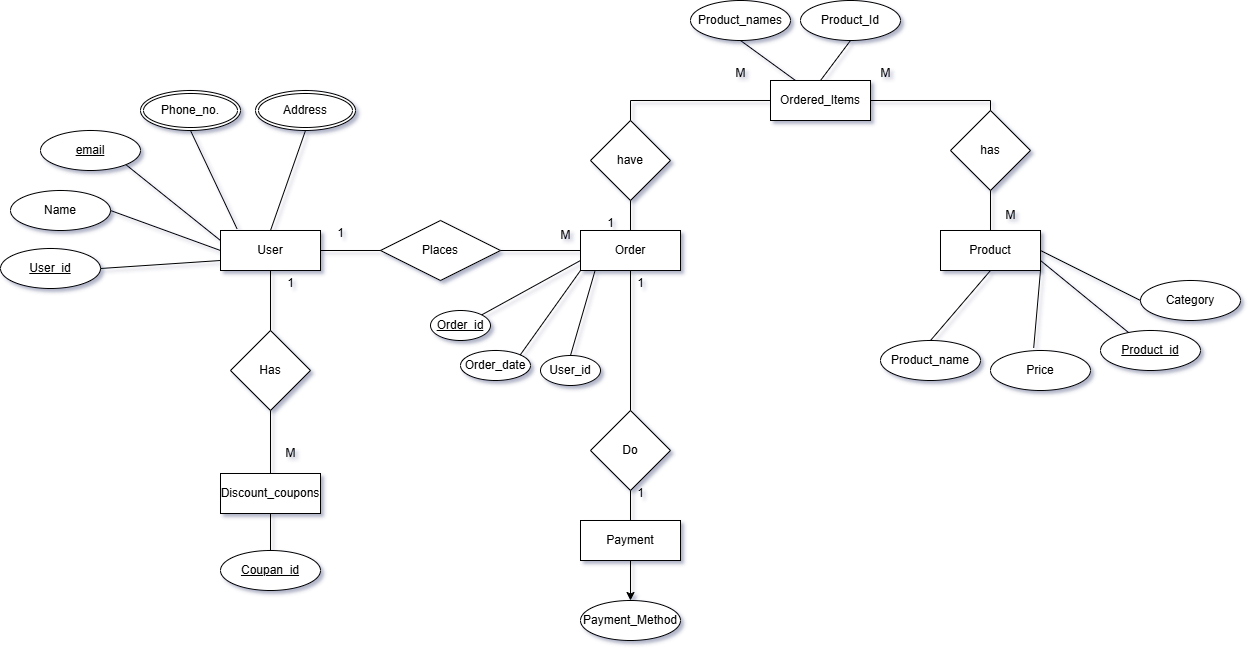 Product_names
Product_Id
M
M
Ordered_Items
Phone_no.
Address
email
have
has
Name
1
M
1
M
User
Places
Order
Product
User_id
1
1
Category
Order_id
Product_name
Price
Product_id
Order_date
User_id
Has
M
Do
Discount_coupons
1
Payment
Coupan_id
Payment_Method